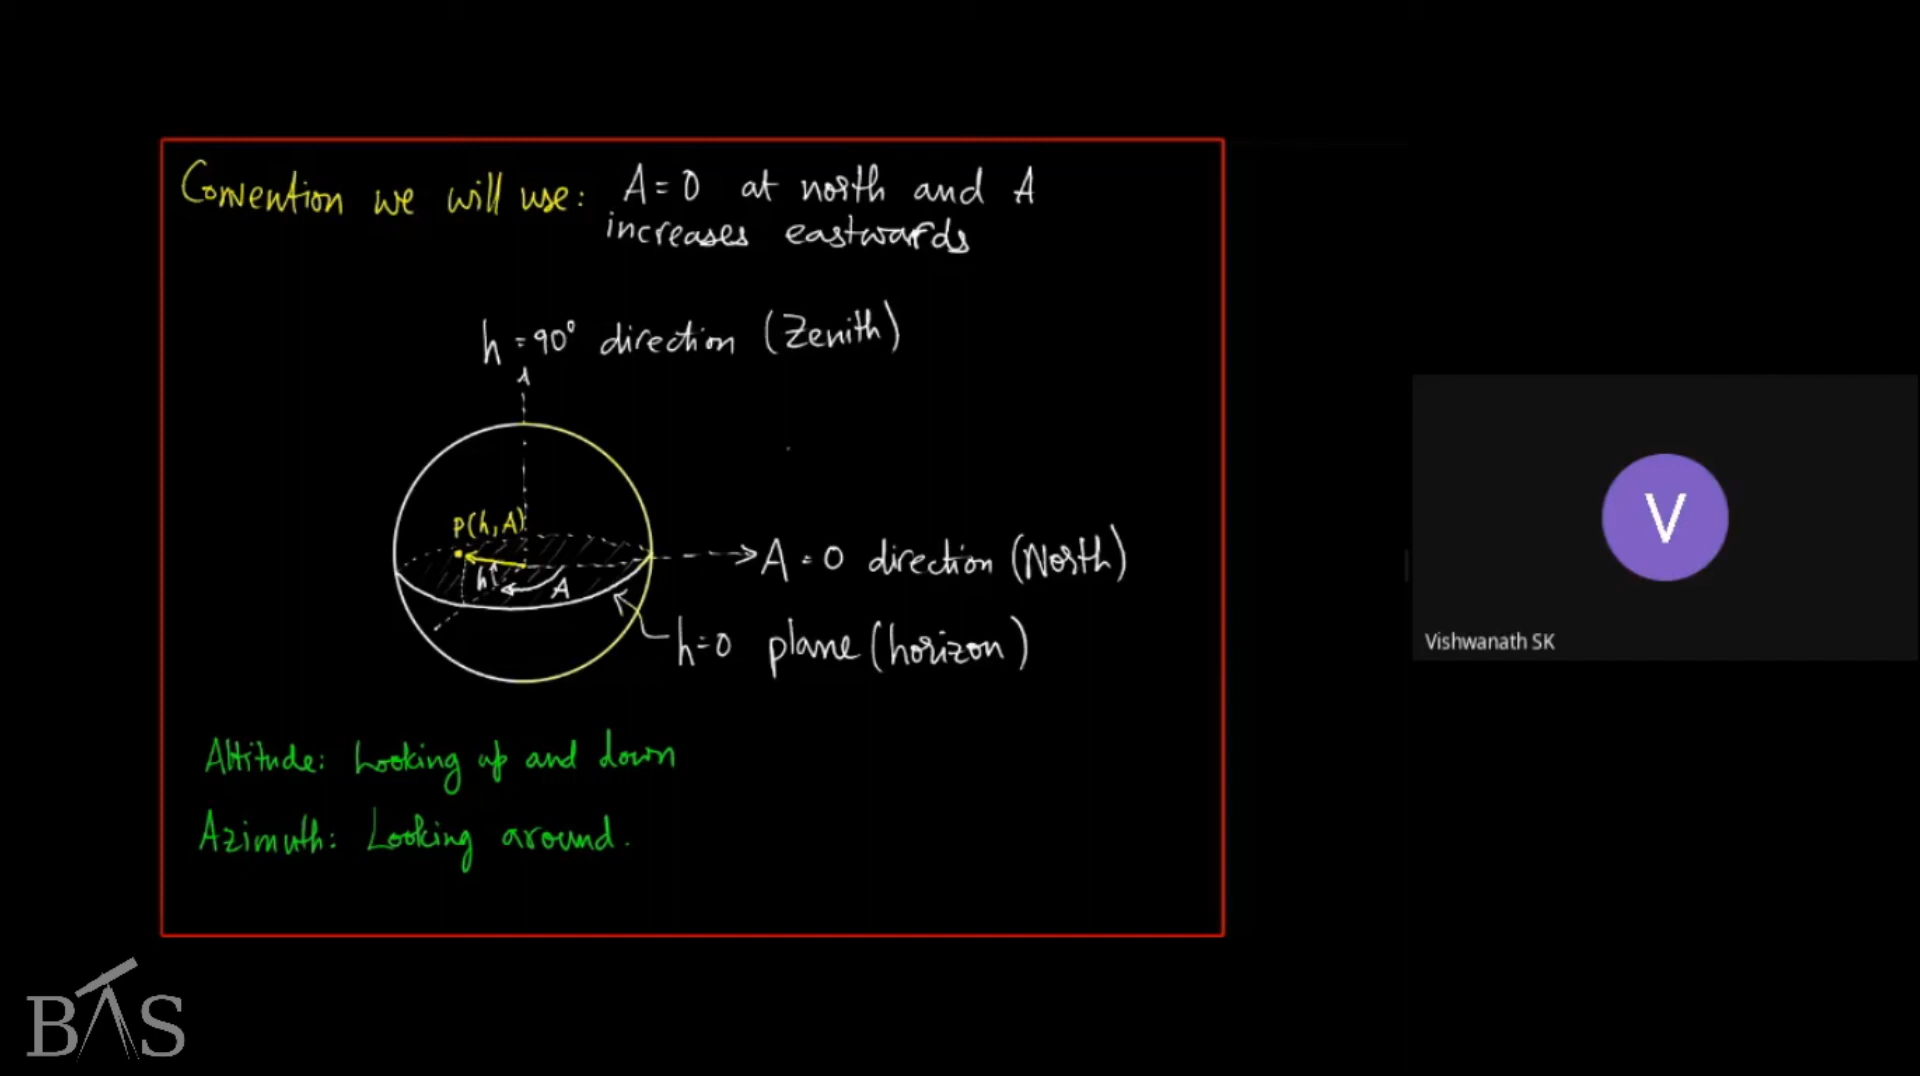 Convention we will use: A=0 at north and A
increases eastwards
h=90° direction (Zenith)
P(h,A)
h
A
A=0 direction (North)
h=0 plane (horizon)
Altitude: Looking up and down
Azimuth: Looking around.
V
Vishwanath SK
BAS